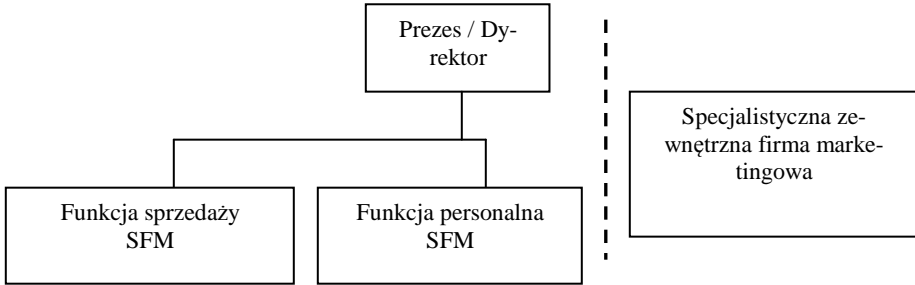 Prezes / Dy-
rektor
Specjalistyczna ze-
wnętrzna firma marke-
tingowa
Funkcja sprzedaży
SFM
Funkcja personalna
SFM